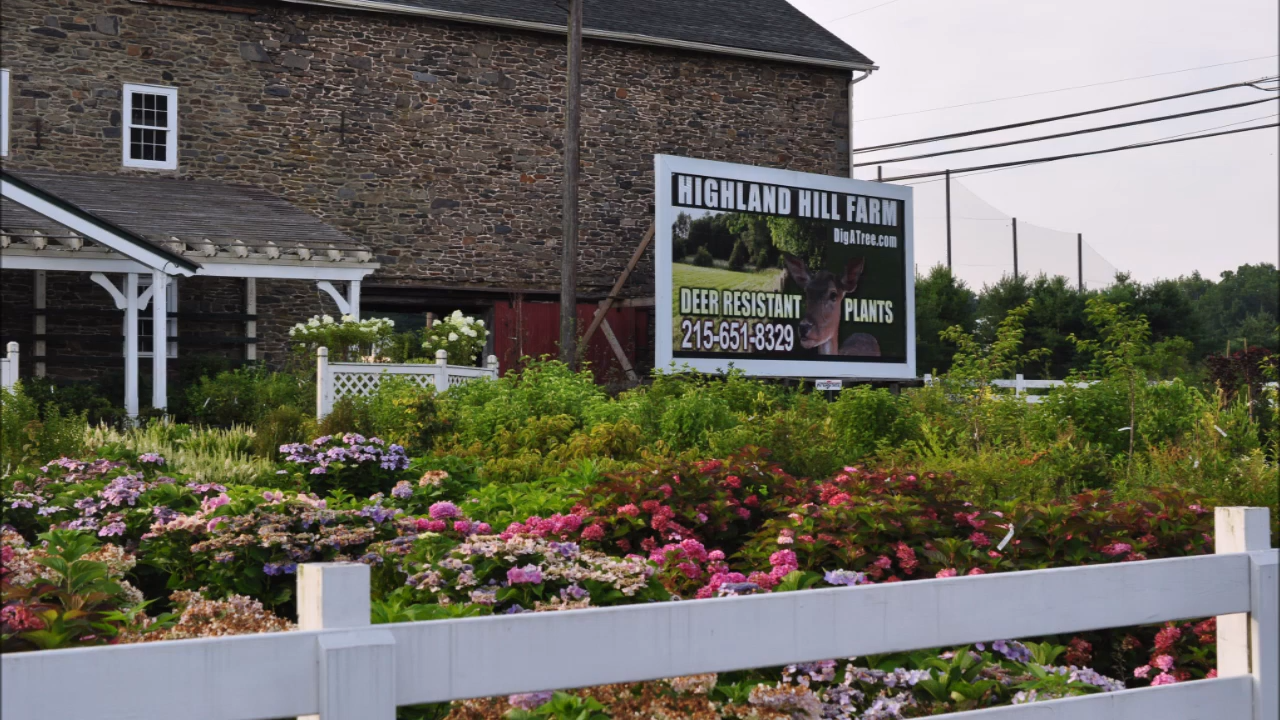 HIGHLAND HILL FARM
DigATree.com
DEER RESISTANT PLANTS
215-651-8329